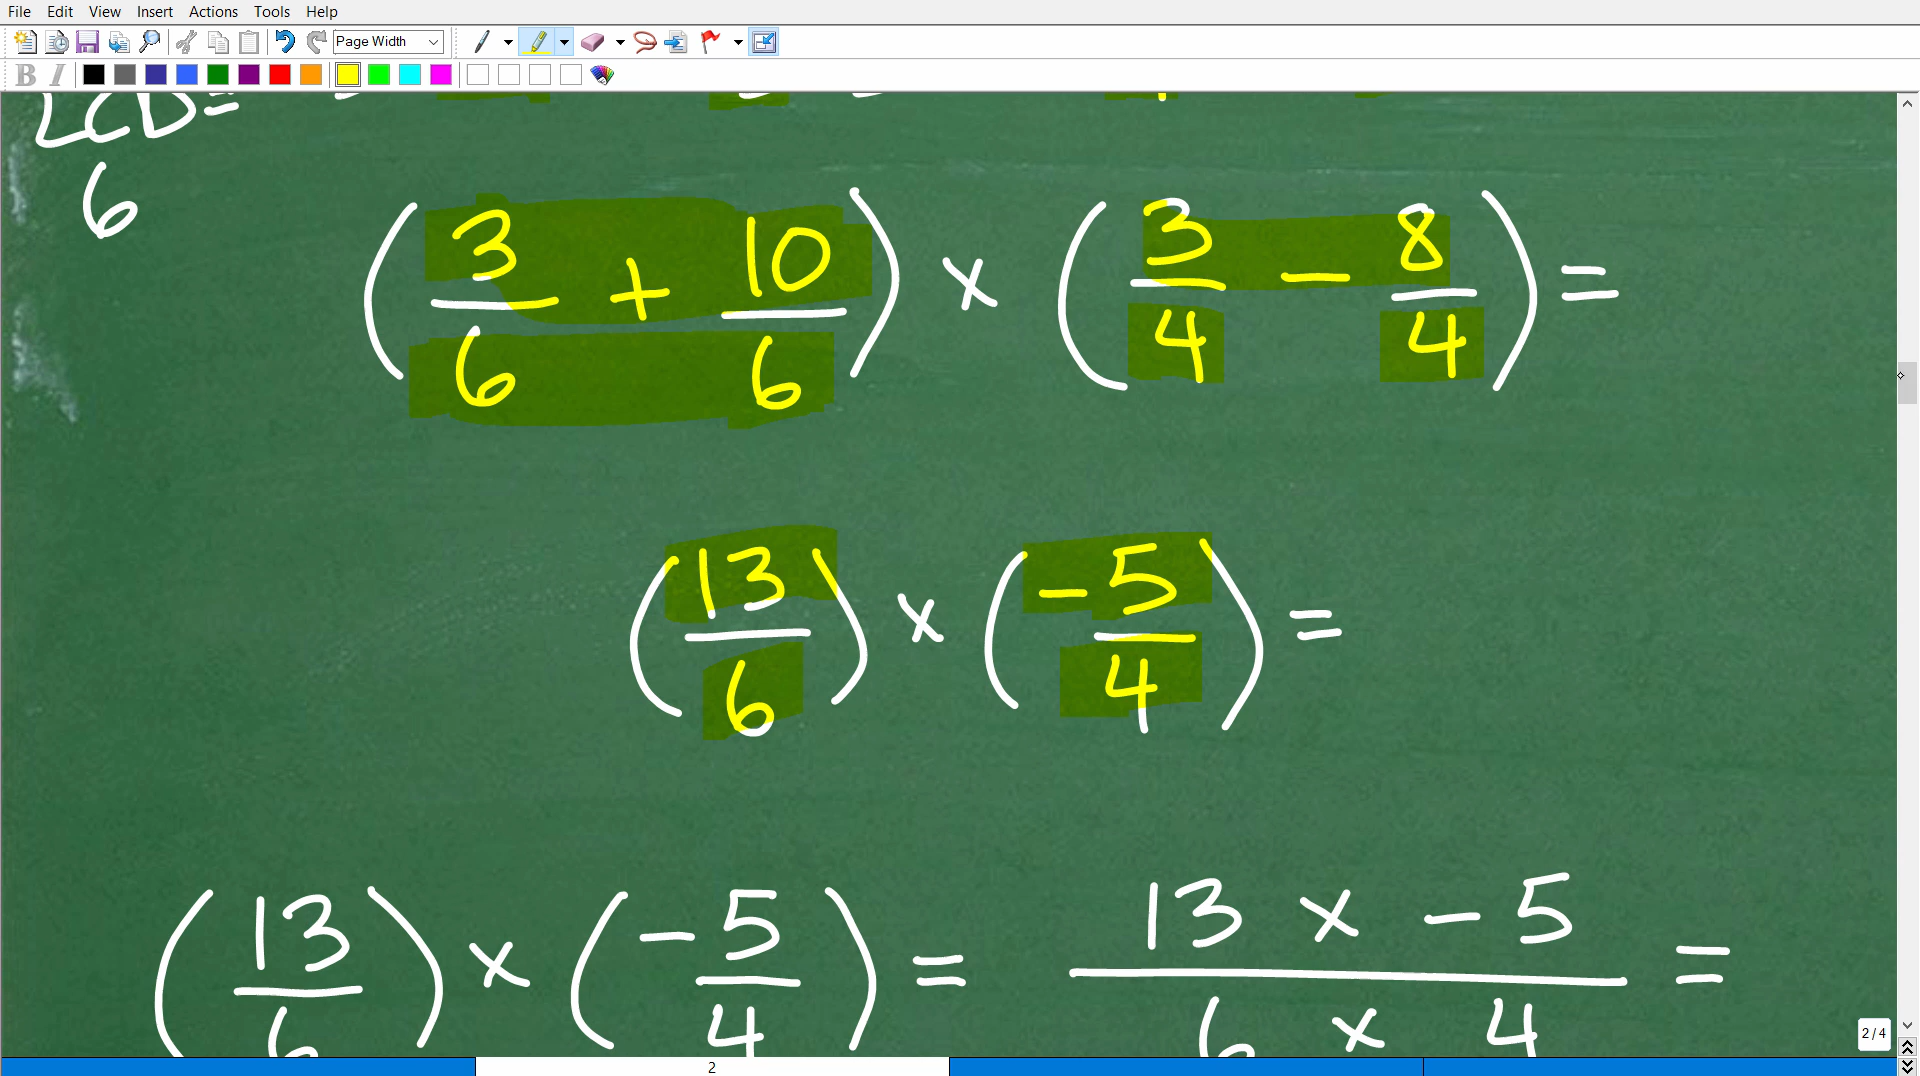 File Edit View Insert Actions Tools Help
Page Width
B I
LCD=
6
(3/6 + 10/6) x (3/4 - 8/4) =
(13/6) x (-5/4) =
(13/6) x (-5/4) = 13 x -5 / 6 x 4 =
2 / 4
2